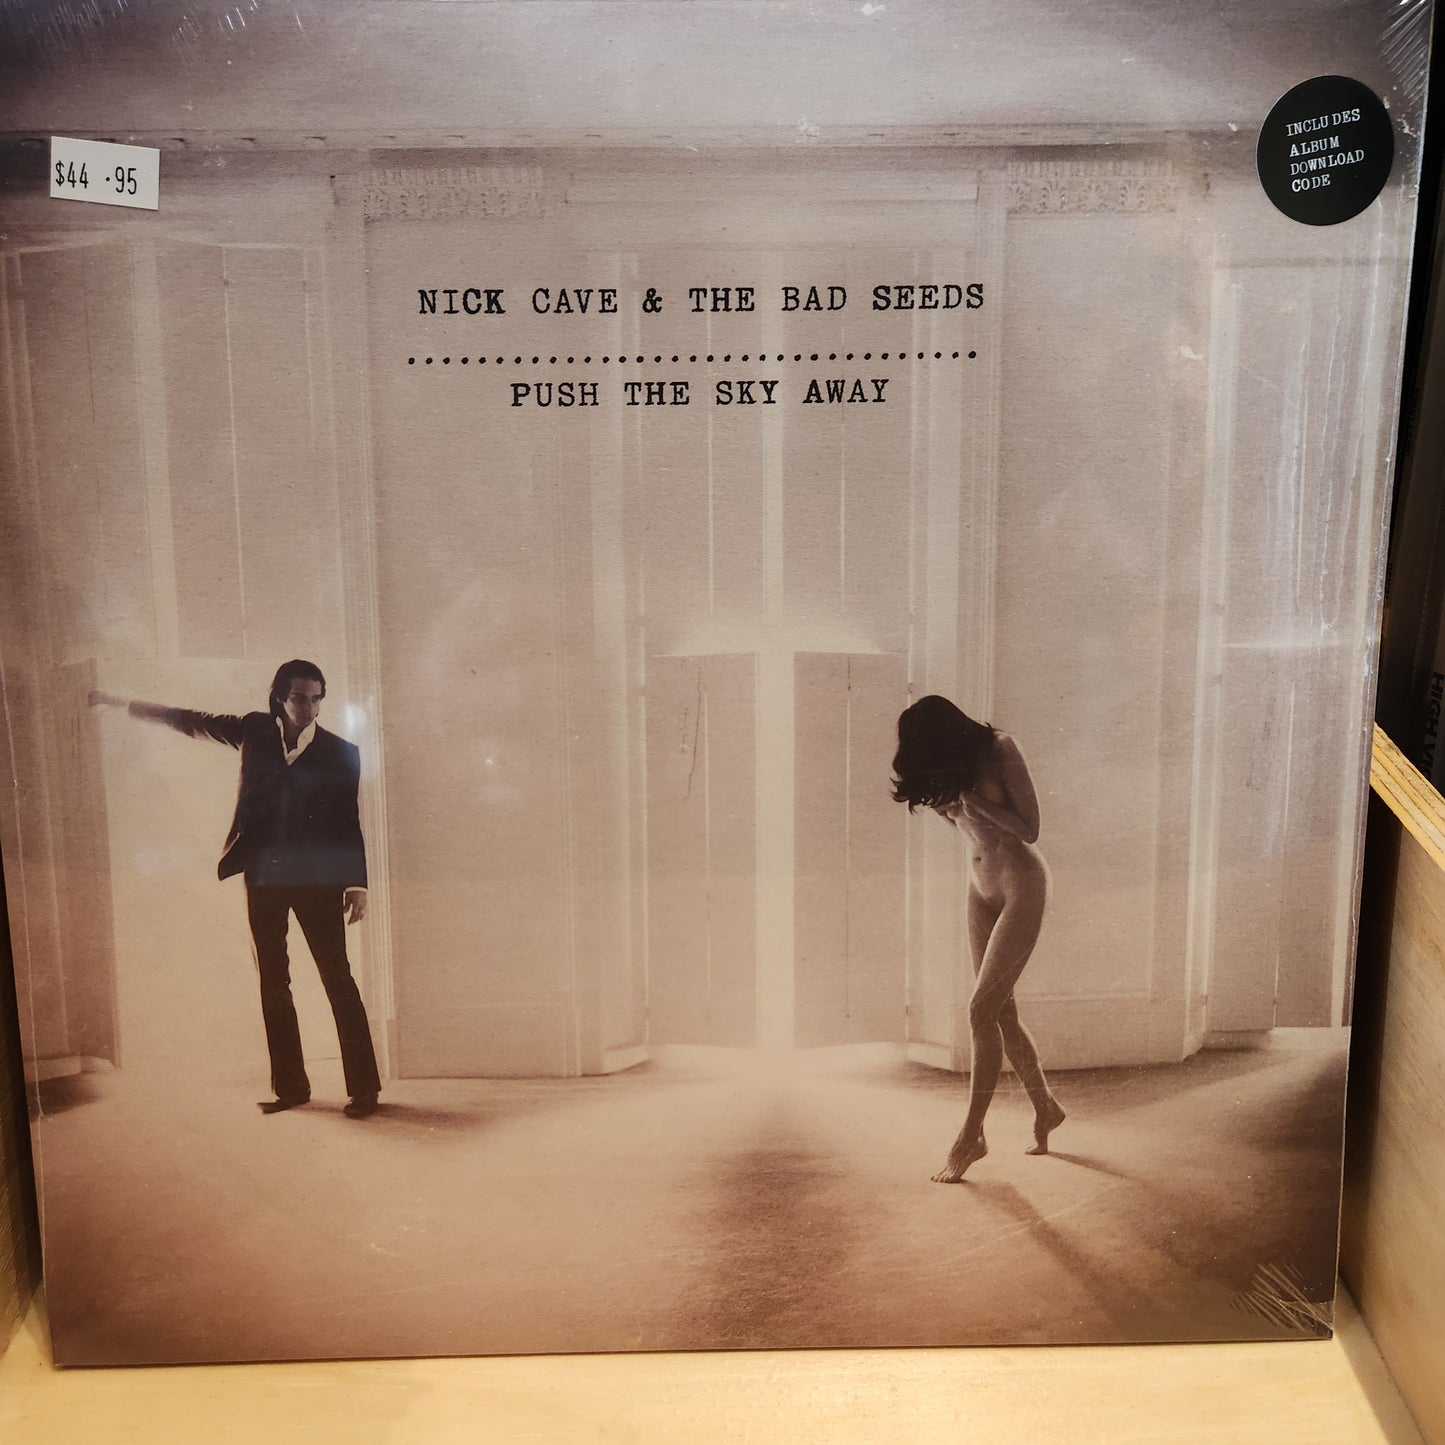 $44.95
INCLUDES
ALBUM
DOWNLOAD
CODE
NICK CAVE & THE BAD SEEDS
..................................
PUSH THE SKY AWAY